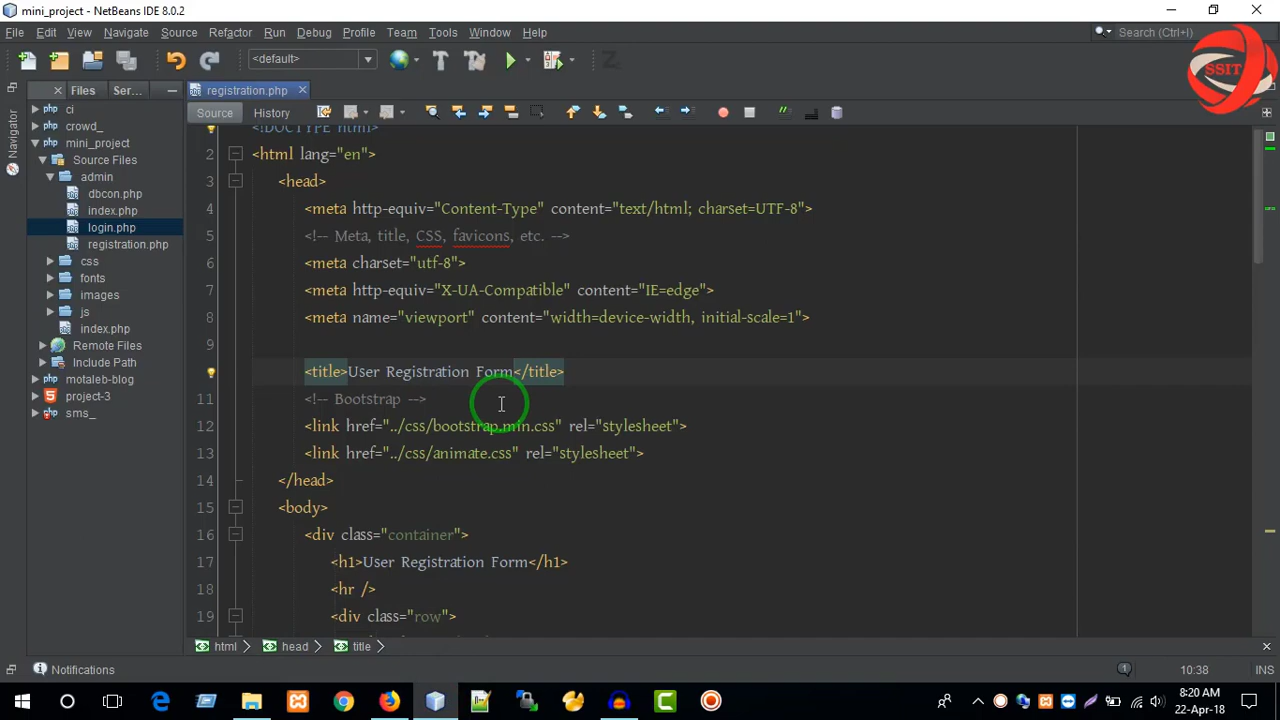 mini_project - NetBeans IDE 8.0.2
File Edit View Navigate Source Refactor Run Debug Profile Team Tools Window Help
Search (Ctrl+I)
<default>
SSIT
Files Ser...
registration.php
Source History
Navigator
ci
crowd_
mini_project
Source Files
admin
dbcon.php
index.php
login.php
registration.php
css
fonts
images
js
index.php
Remote Files
Include Path
motaleb-blog
project-3
sms_
<!DOCTYPE html>
2 <html lang="en">
3 <head>
4 <meta http-equiv="Content-Type" content="text/html; charset=UTF-8">
5 <!-- Meta, title, CSS, favicons, etc. -->
6 <meta charset="utf-8">
7 <meta http-equiv="X-UA-Compatible" content="IE=edge">
8 <meta name="viewport" content="width=device-width, initial-scale=1">
9
<title>User Registration Form</title>
11 <!-- Bootstrap -->
12 <link href="../css/bootstrap.min.css" rel="stylesheet">
13 <link href="../css/animate.css" rel="stylesheet">
14 </head>
15 <body>
16 <div class="container">
17 <h1>User Registration Form</h1>
18 <hr />
19 <div class="row">
html head title
Notifications
10:38 INS
8:20 AM
22-Apr-18